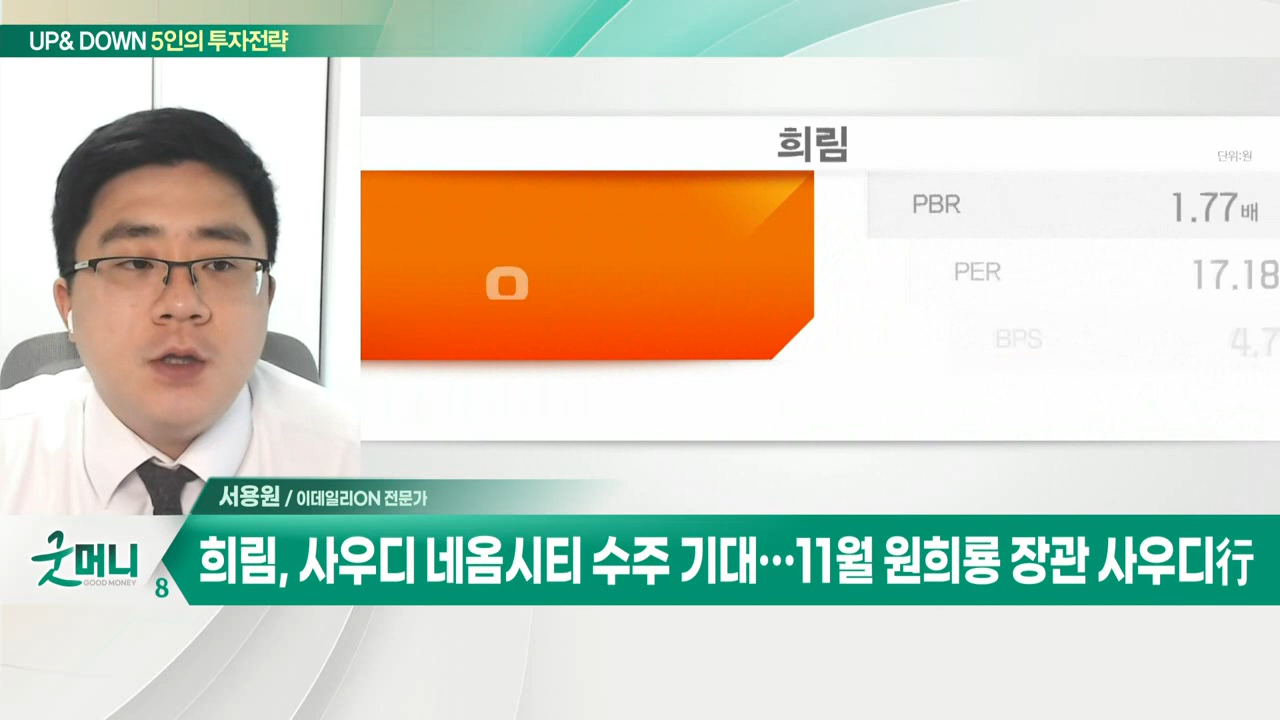 UP& DOWN 5인의 투자전략
희림
단위:원
O
PBR 1.77배
PER 17.18
BPS 4.7
서용원 / 이데일리ON 전문가
굿머니
GOOD MONEY
8
희림, 사우디 네옴시티 수주 기대…11월 원희룡 장관 사우디行